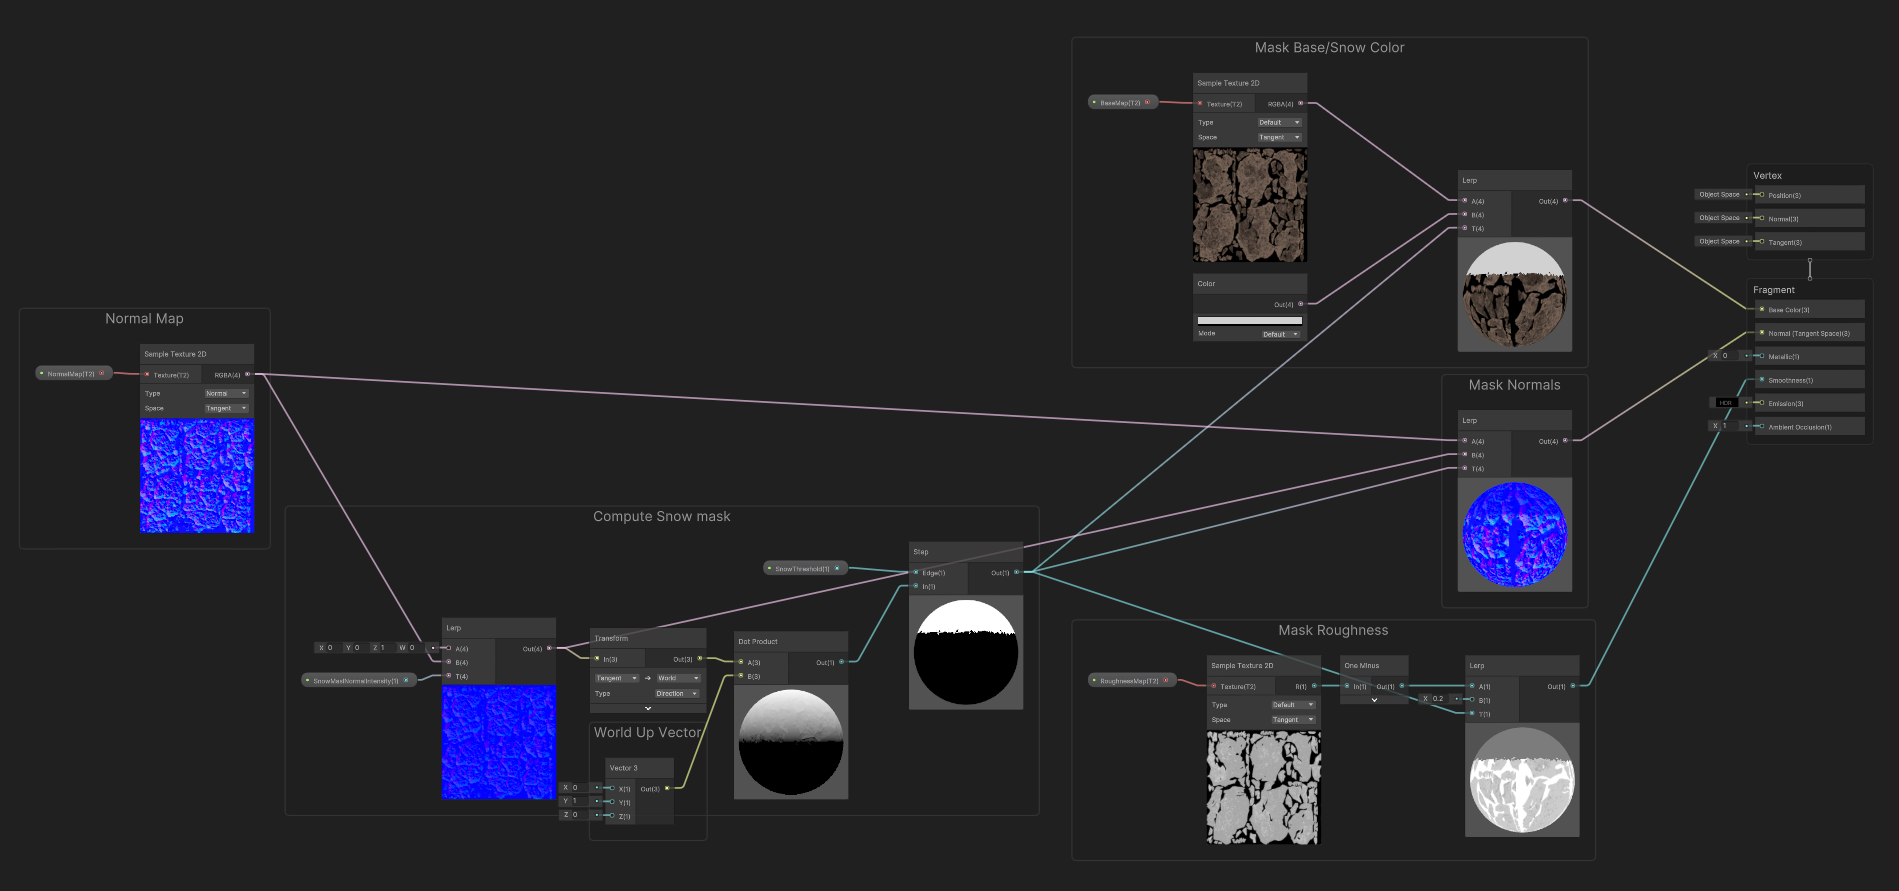 Mask Base/Snow Color
Sample Texture 2D
BaseMap(T2)
Texture(T2)
RGBA(4)
Type
Default
Space
Tangent
Color
Out(4)
Mode
Default
Lerp
A(4)
Out(4)
B(4)
T(4)
Vertex
Object Space
Position(3)
Object Space
Normal(3)
Object Space
Tangent(3)
Fragment
Base Color(3)
Normal (Tangent Space)(3)
X 0
Metallic(1)
Smoothness(1)
HDR
Emission(3)
X 1
Ambient Occlusion(1)
Normal Map
Sample Texture 2D
NormalMap(T2)
Texture(T2)
RGBA(4)
Type
Normal
Space
Tangent
Mask Normals
Lerp
A(4)
Out(4)
B(4)
T(4)
Compute Snow mask
Step
SnowThreshold(1)
Edge(1)
Out(1)
In(1)
Lerp
X 0 Y 0 Z 1 W 0
A(4)
Out(4)
B(4)
SnowMaslNormalIntensity(1)
T(4)
Transform
In(3)
Out(3)
Tangent
World
Type
Direction
Dot Product
A(3)
Out(1)
B(3)
World Up Vector
Vector 3
X 0
X(1)
Out(3)
Y 1
Y(1)
Z 0
Z(1)
Mask Roughness
Sample Texture 2D
RoughnessMap(T2)
Texture(T2)
R(1)
Type
Default
Space
Tangent
One Minus
In(1)
Out(1)
Lerp
A(1)
Out(1)
X 0.2
B(1)
T(1)